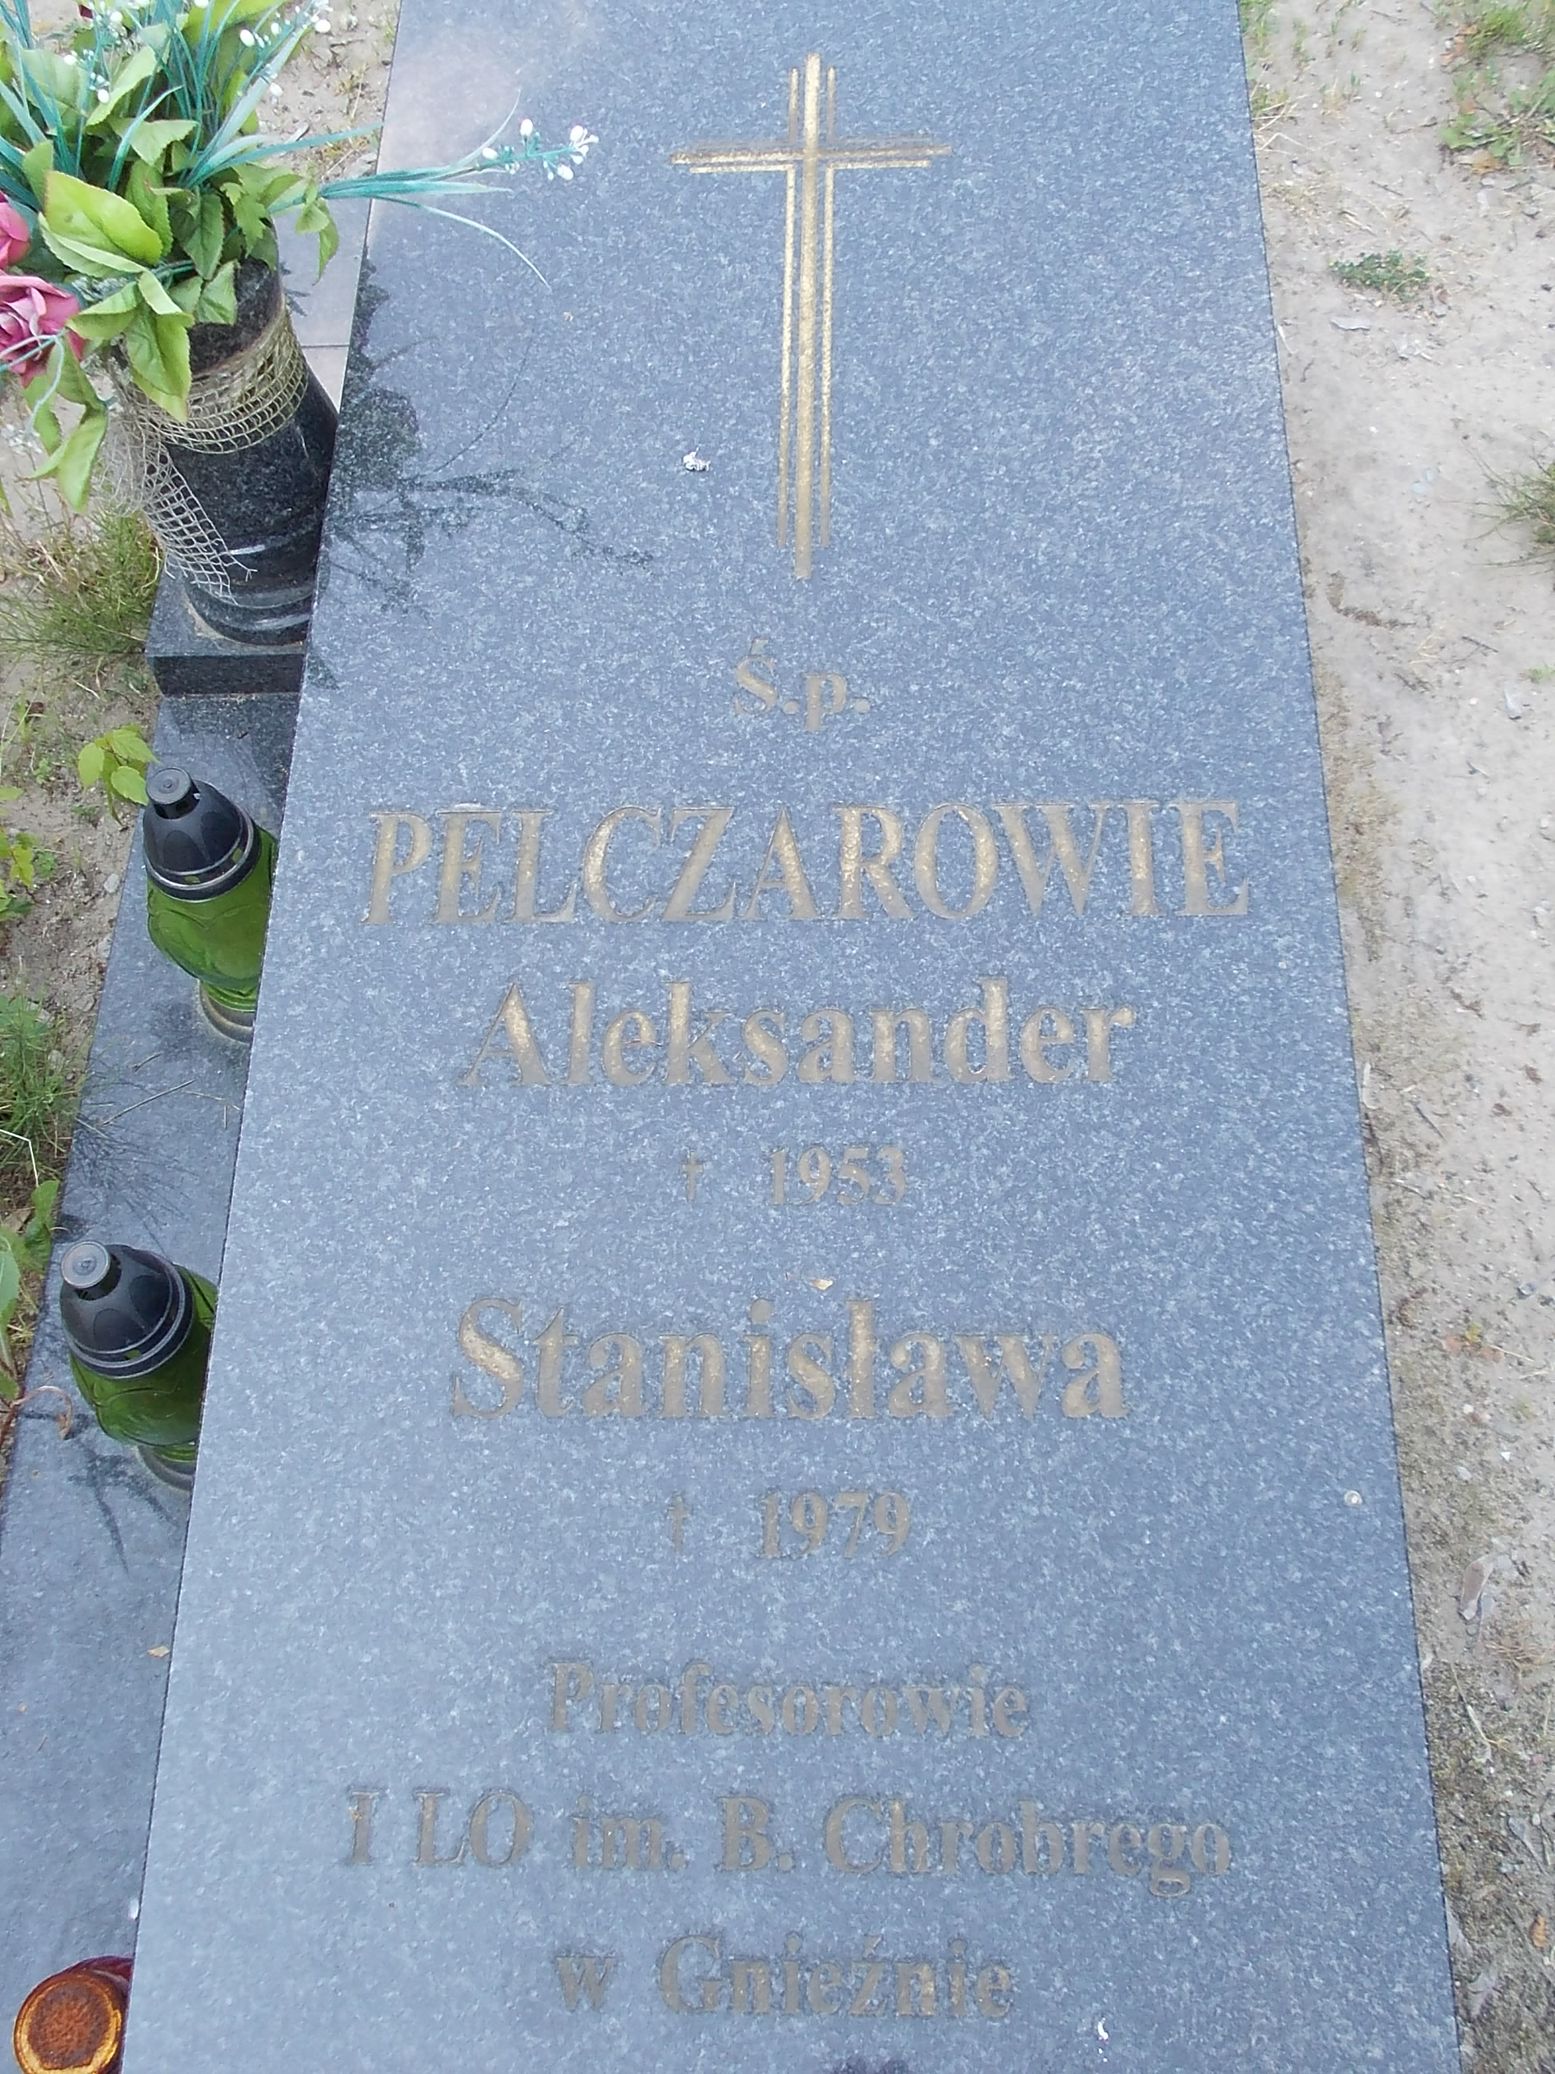 Ś.p.
PELCZAROWIE
Aleksander
† 1953
Stanisława
† 1979
Profesorowie
I LO im. B. Chrobrego
w Gnieźnie